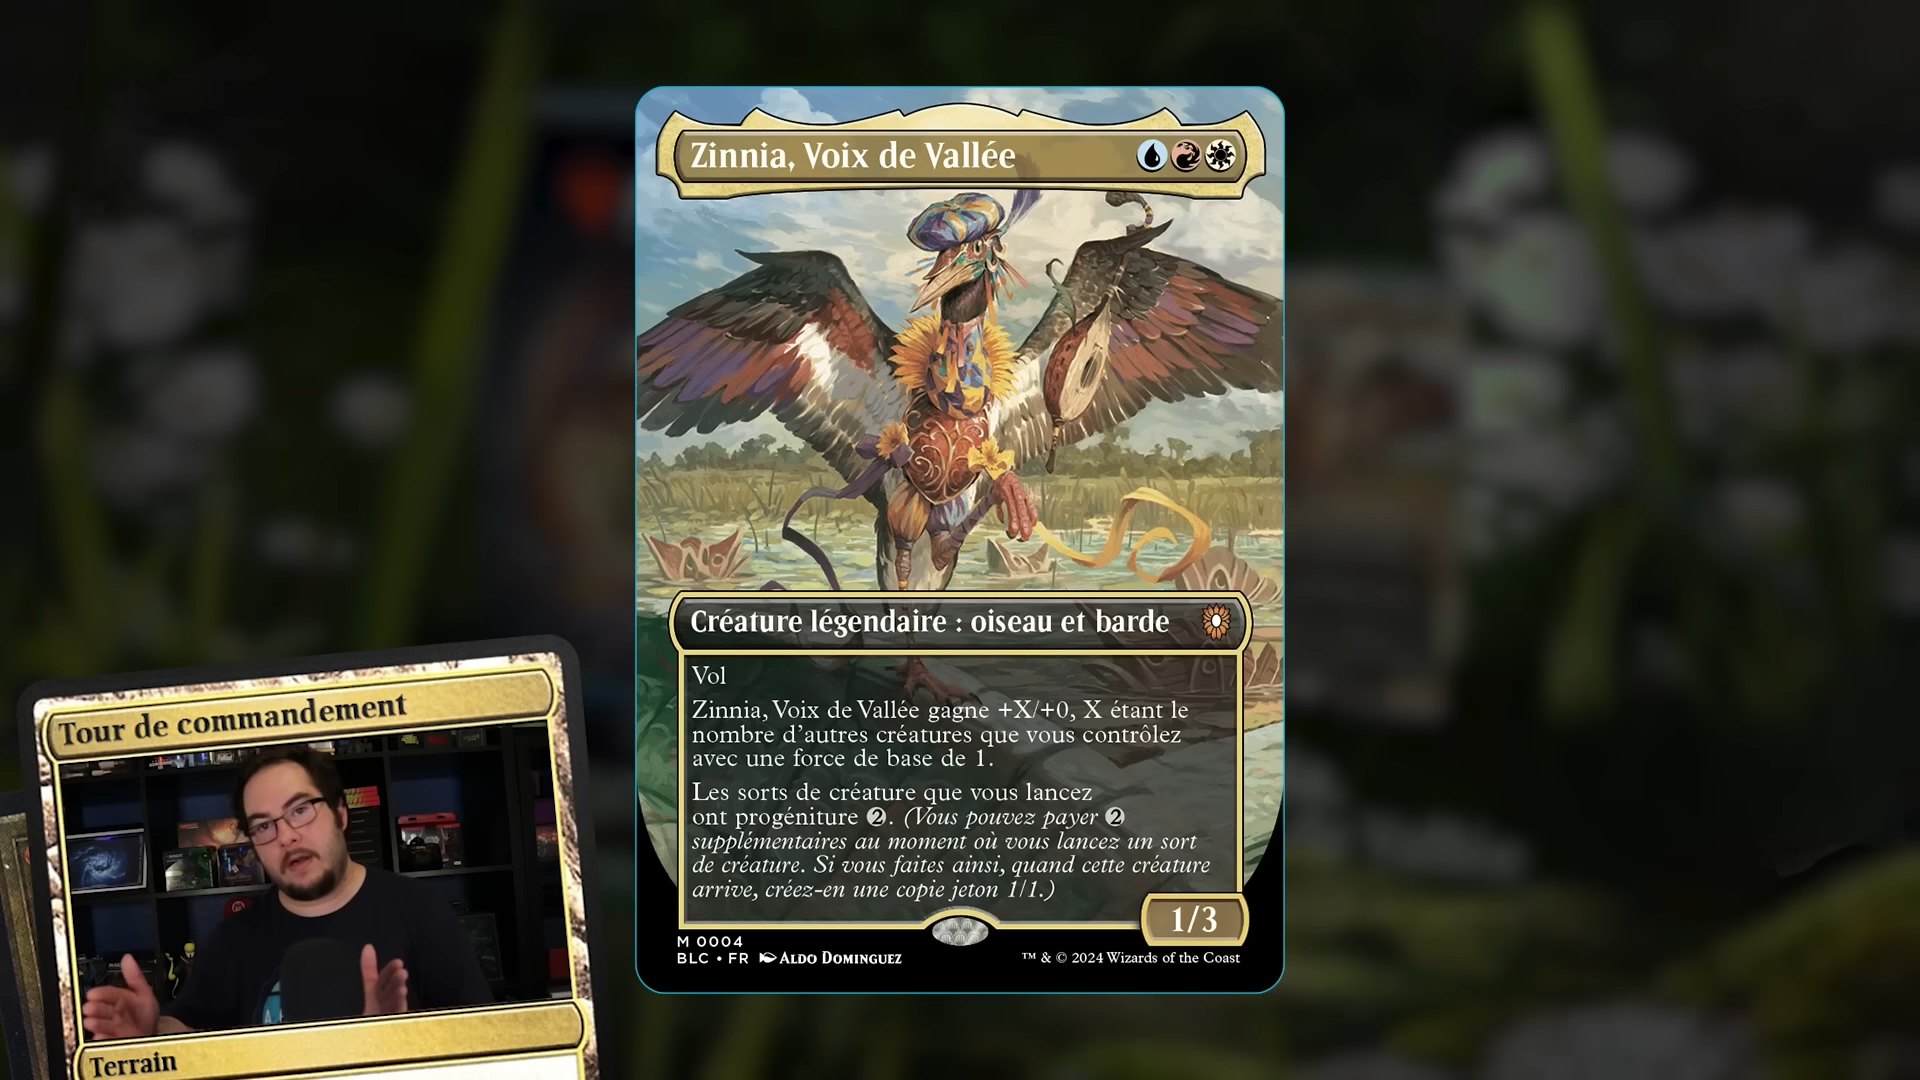 Zinnia, Voix de Vallée
Créature légendaire : oiseau et barde
Vol
Zinnia, Voix de Vallée gagne +X/+0, X étant le
nombre d'autres créatures que vous contrôlez
avec une force de base de 1.
Les sorts de créature que vous lancez
ont progéniture 2. (Vous pouvez payer 2
supplémentaires au moment où vous lancez un sort
de créature. Si vous faites ainsi, quand cette créature
arrive, créez-en une copie jeton 1/1.)
1/3
M 0004
BLC • FR Aldo Dominguez
™ & © 2024 Wizards of the Coast
Tour de commandement
Terrain